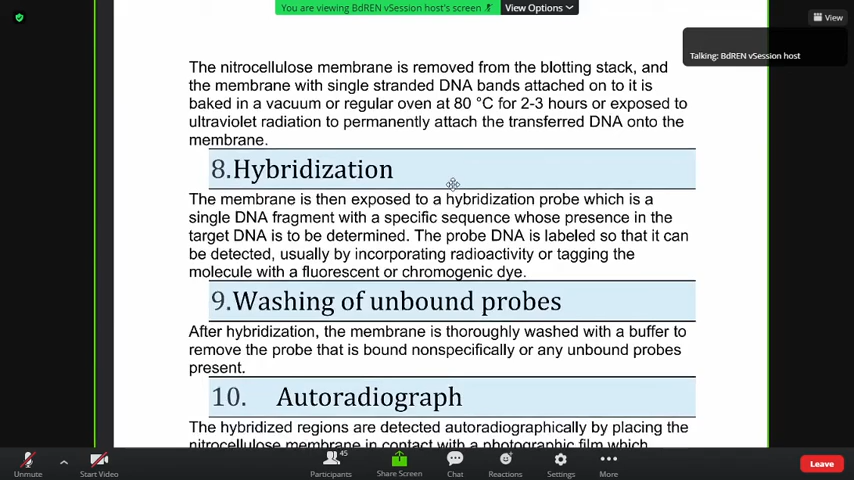 You are viewing BdREN vSession host's screen
View Options
View
Talking: BdREN vSession host
The nitrocellulose membrane is removed from the blotting stack, and
the membrane with single stranded DNA bands attached on to it is
baked in a vacuum or regular oven at 80 °C for 2-3 hours or exposed to
ultraviolet radiation to permanently attach the transferred DNA onto the
membrane.
8.Hybridization
The membrane is then exposed to a hybridization probe which is a
single DNA fragment with a specific sequence whose presence in the
target DNA is to be determined. The probe DNA is labeled so that it can
be detected, usually by incorporating radioactivity or tagging the
molecule with a fluorescent or chromogenic dye.
9.Washing of unbound probes
After hybridization, the membrane is thoroughly washed with a buffer to
remove the probe that is bound nonspecifically or any unbound probes
present.
10. Autoradiograph
The hybridized regions are detected autoradiographically by placing the
nitrocellulose membrane in contact with a photographic film which
Unmute
Start Video
45
Participants
Share Screen
Chat
Reactions
Settings
More
Leave